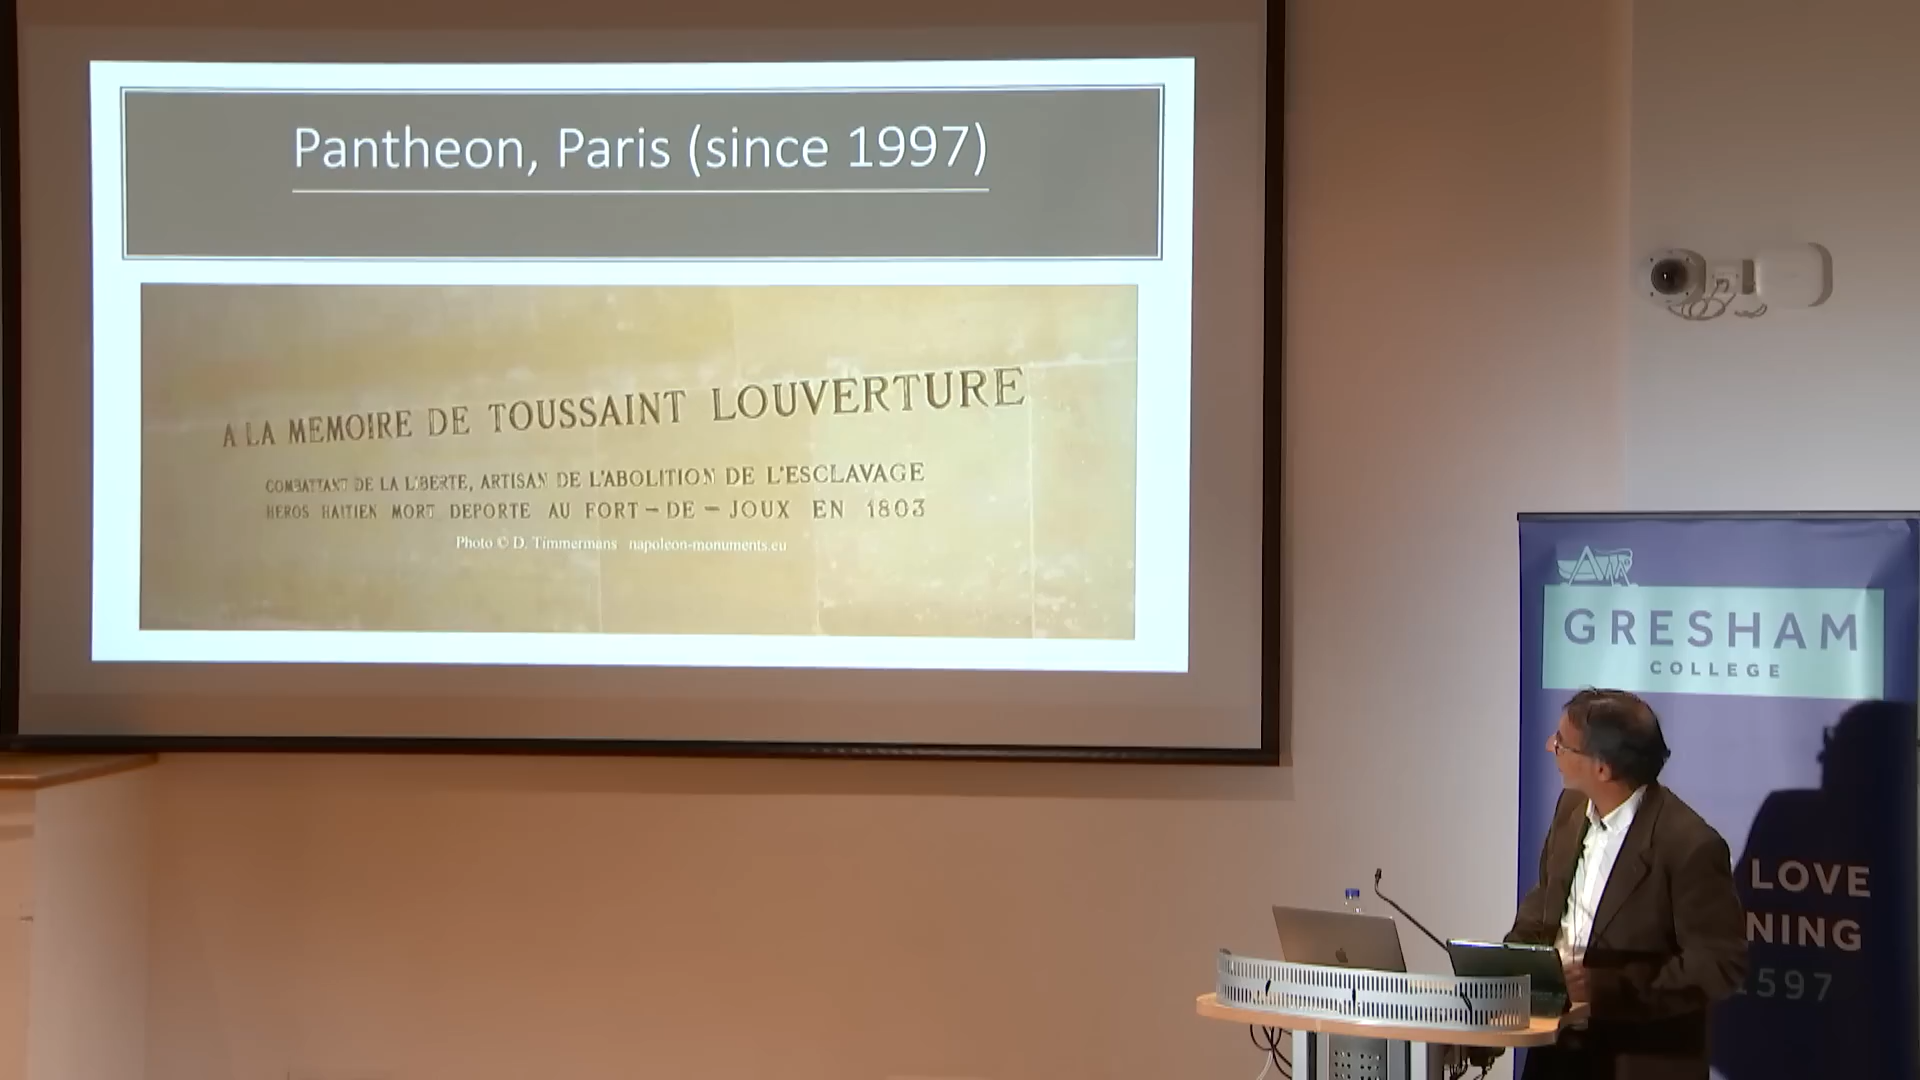 Pantheon, Paris (since 1997)
A LA MEMOIRE DE TOUSSAINT LOUVERTURE
COMBATTANT DE LA LIBERTE, ARTISAN DE L'ABOLITION DE L'ESCLAVAGE
HEROS HAITIEN MORT DEPORTE AU FORT – DE – JOUX EN 1803
Photo © D. Timmermans napoleon-monuments.eu
GRESHAM
COLLEGE
LOVE
NING
1597